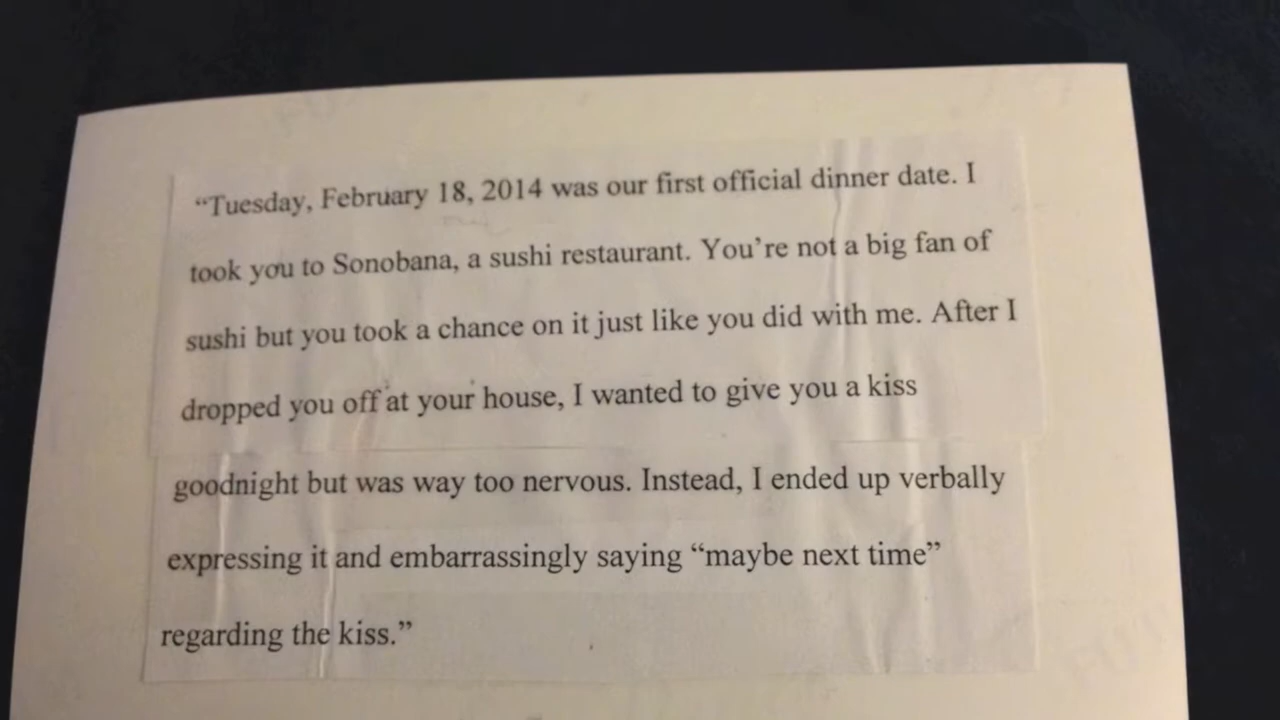 “Tuesday, February 18, 2014 was our first official dinner date. I
took you to Sonobana, a sushi restaurant. You’re not a big fan of
sushi but you took a chance on it just like you did with me. After I
dropped you off at your house, I wanted to give you a kiss
goodnight but was way too nervous. Instead, I ended up verbally
expressing it and embarrassingly saying “maybe next time”
regarding the kiss.”